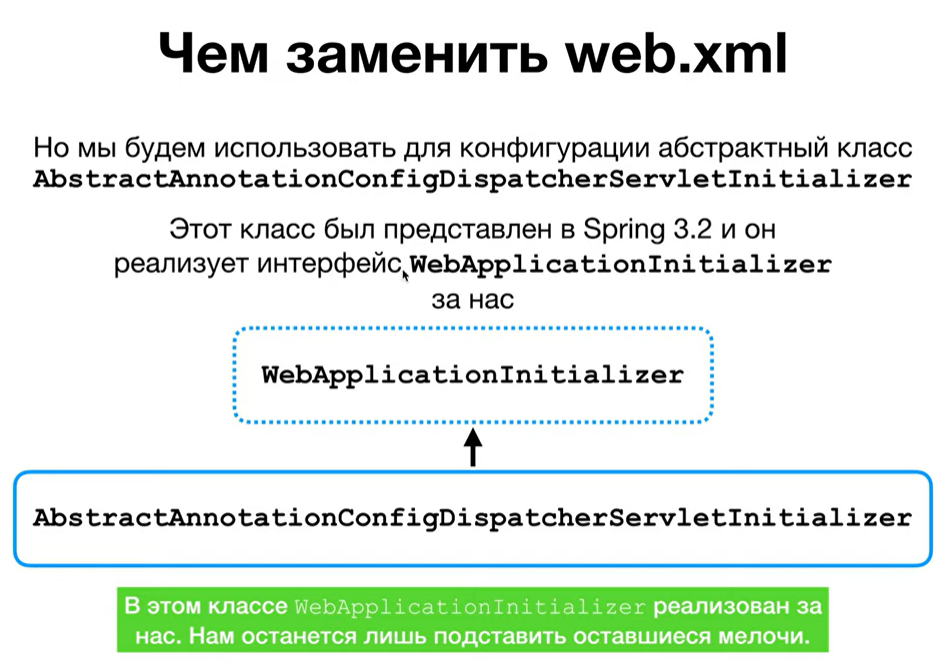 Чем заменить web.xml
Но мы будем использовать для конфигурации абстрактный класс
AbstractAnnotationConfigDispatcherServletInitializer
Этот класс был представлен в Spring 3.2 и он
реализует интерфейс WebApplicationInitializer
за нас
WebApplicationInitializer
AbstractAnnotationConfigDispatcherServletInitializer
В этом классе WebApplicationInitializer реализован за
нас. Нам останется лишь подставить оставшиеся мелочи.